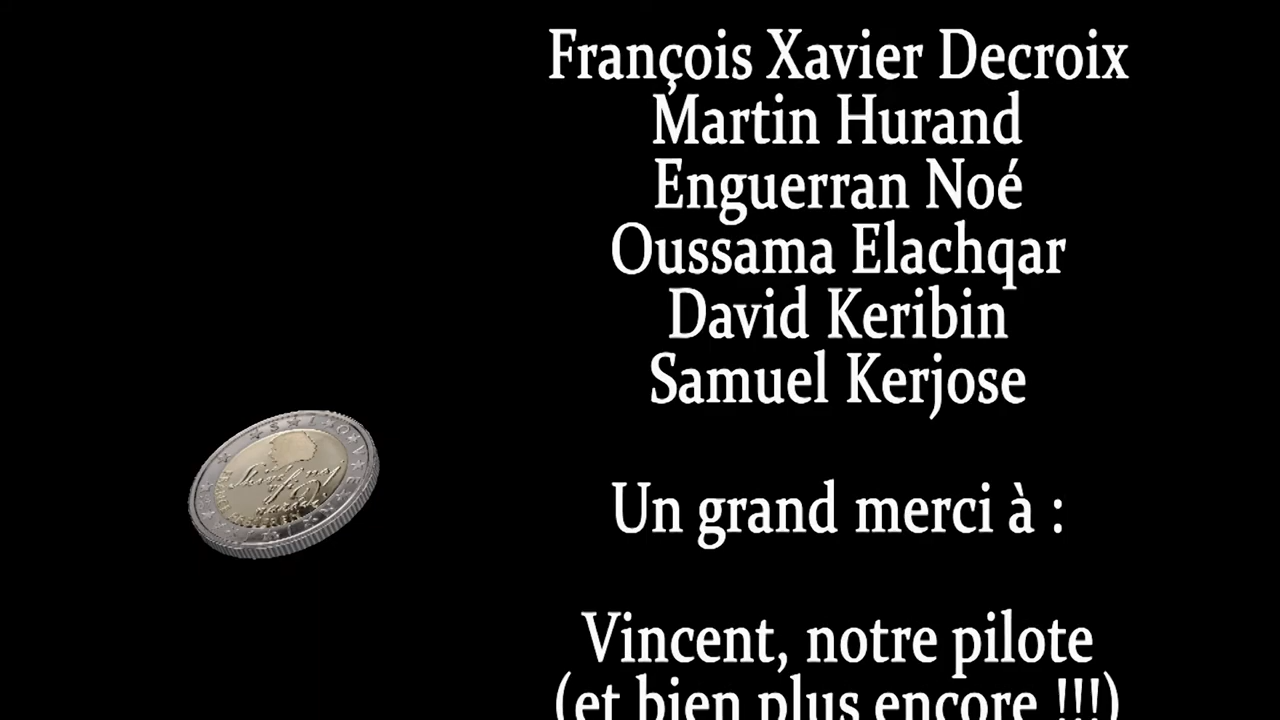 François Xavier Decroix
Martin Hurand
Enguerran Noé
Oussama Elachqar
David Keribin
Samuel Kerjose
Un grand merci à :
Vincent, notre pilote
(et bien plus encore !!!)